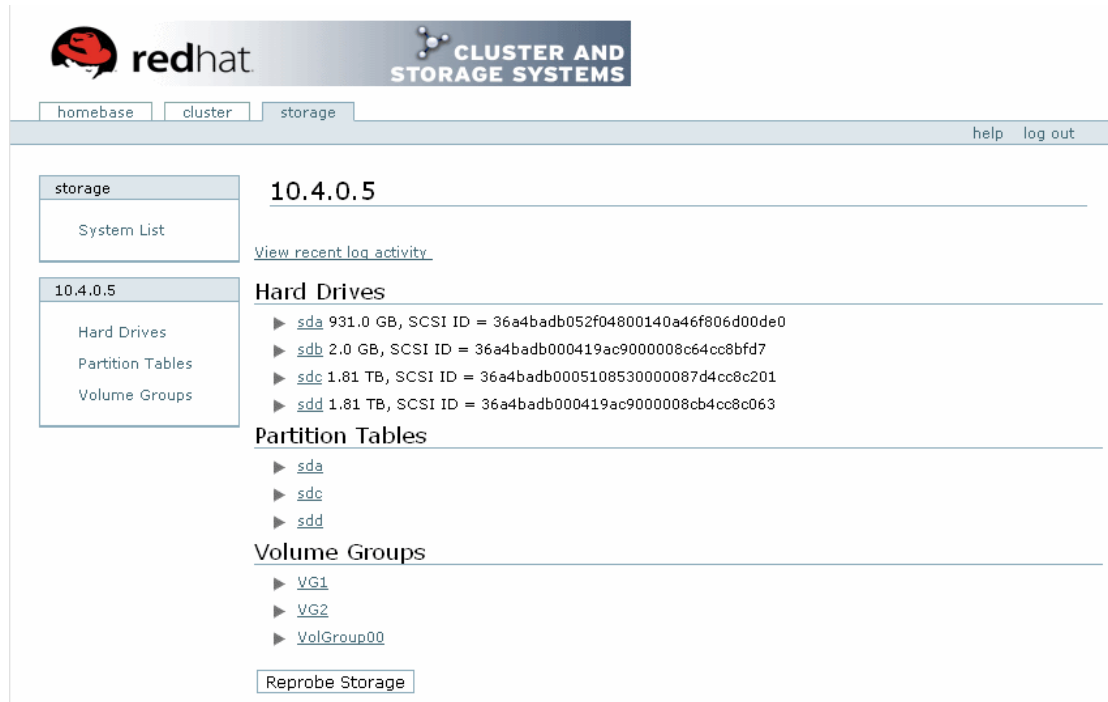 redhat.
CLUSTER AND
STORAGE SYSTEMS
homebase cluster storage
help log out
storage
System List
10.4.0.5
Hard Drives
Partition Tables
Volume Groups
10.4.0.5
View recent log activity
Hard Drives
sda 931.0 GB, SCSI ID = 36a4badb052f04800140a46f806d00de0
sdb 2.0 GB, SCSI ID = 36a4badb000419ac9000008c64cc8bfd7
sdc 1.81 TB, SCSI ID = 36a4badb0005108530000087d4cc8c201
sdd 1.81 TB, SCSI ID = 36a4badb000419ac9000008cb4cc8c063
Partition Tables
sda
sdc
sdd
Volume Groups
VG1
VG2
VolGroup00
Reprobe Storage